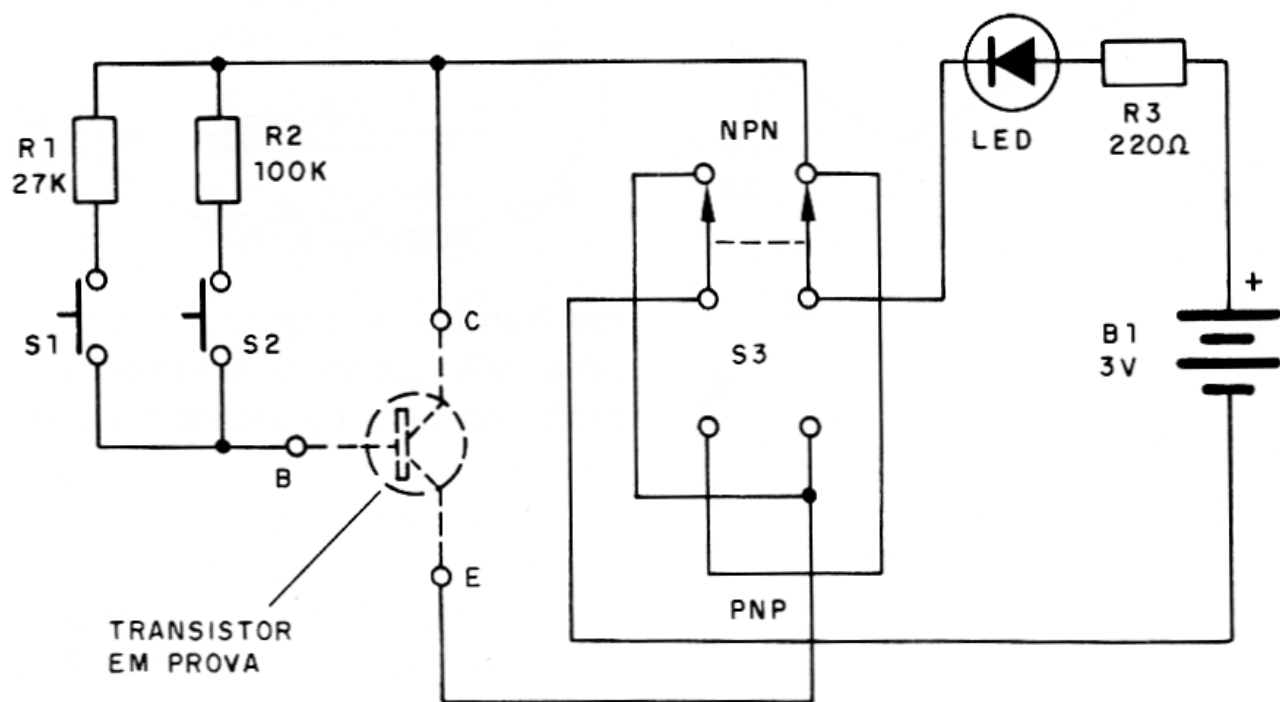 R1
27K
R2
100K
S1
S2
B
C
E
TRANSISTOR
EM PROVA
NPN
S3
PNP
LED
R3
220Ω
+
B1
3V